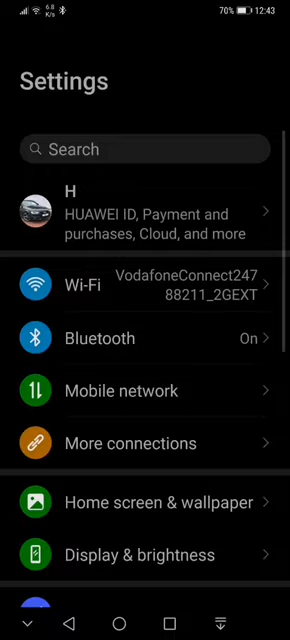 6.8
K/s
70%
12:43
Settings
Search
H
HUAWEI ID, Payment and
purchases, Cloud, and more
Wi-Fi
VodafoneConnect247
88211_2GEXT
Bluetooth
On
Mobile network
More connections
Home screen & wallpaper
Display & brightness